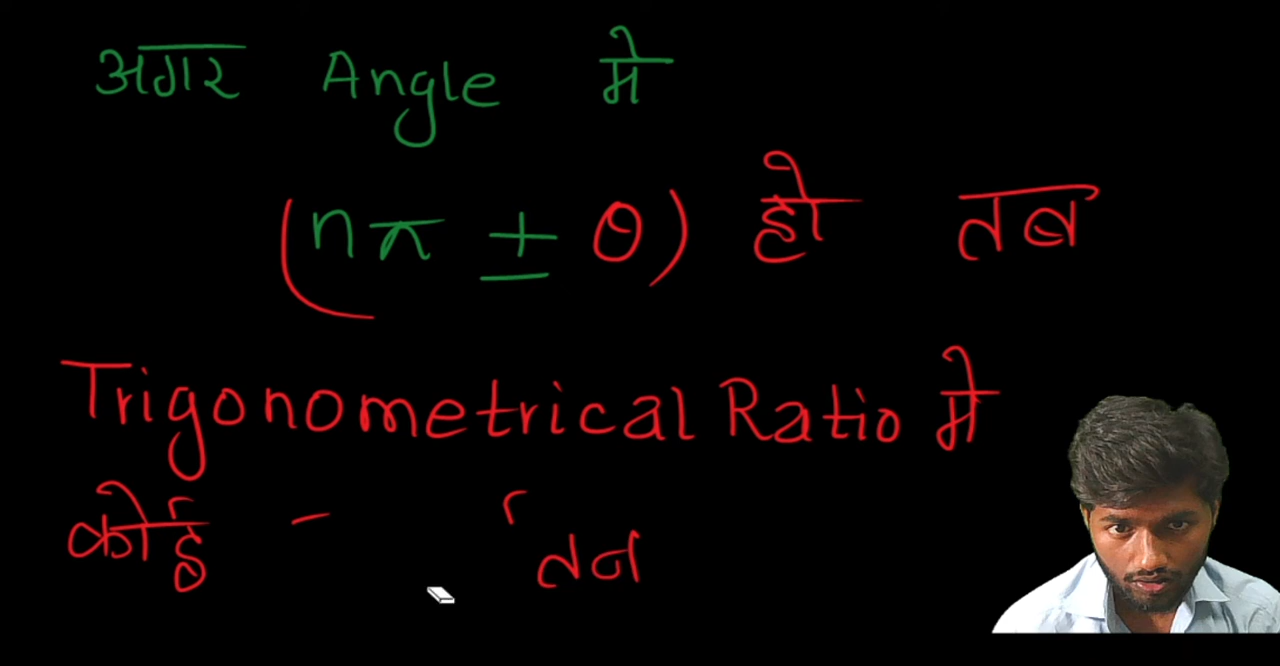 अगर Angle मे
(nπ ± θ) हो तब
Trigonometrical Ratio मे
कोई